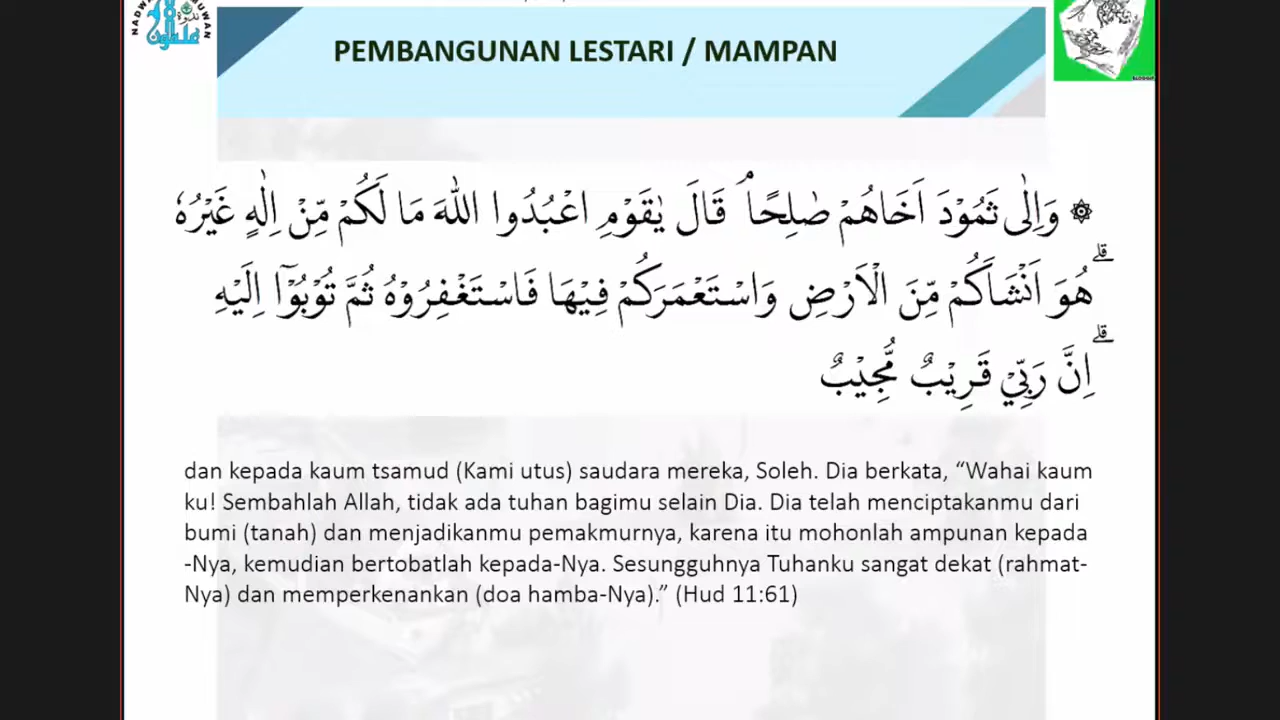 PEMBANGUNAN LESTARI / MAMPAN
۞ وَاِلٰى ثَمُوْدَ اَخَاهُمْ صٰلِحًا ۘ قَالَ يٰقَوْمِ اعْبُدُوا اللّٰهَ مَا لَكُمْ مِّنْ اِلٰهٍ غَيْرُهٗ ۗ
هُوَ اَنْشَاَكُمْ مِّنَ الْاَرْضِ وَاسْتَعْمَرَكُمْ فِيْهَا فَاسْتَغْفِرُوْهُ ثُمَّ تُوْبُوْٓا اِلَيْهِ ۗ
اِنَّ رَبِّيْ قَرِيْبٌ مُّجِيْبٌ
dan kepada kaum tsamud (Kami utus) saudara mereka, Soleh. Dia berkata, “Wahai kaum
ku! Sembahlah Allah, tidak ada tuhan bagimu selain Dia. Dia telah menciptakanmu dari
bumi (tanah) dan menjadikanmu pemakmurnya, karena itu mohonlah ampunan kepada
-Nya, kemudian bertobatlah kepada-Nya. Sesungguhnya Tuhanku sangat dekat (rahmat-
Nya) dan memperkenankan (doa hamba-Nya).” (Hud 11:61)